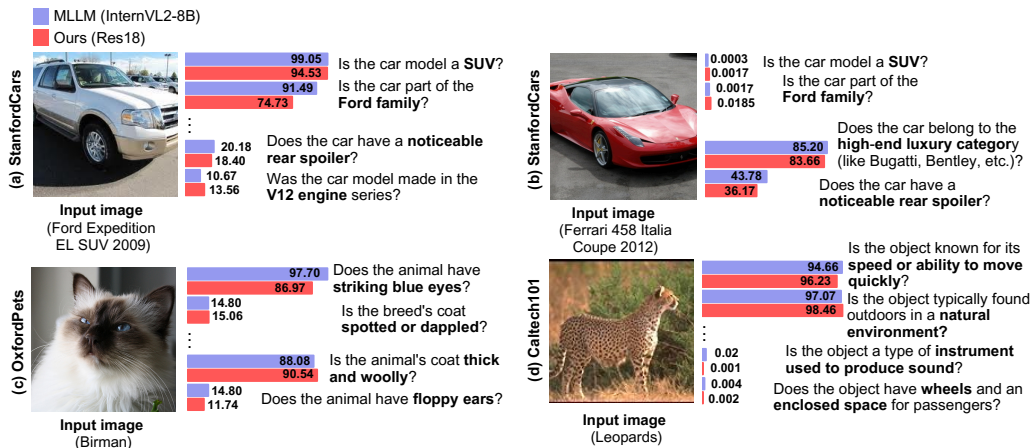 MLLM (InternVL2-8B)
Ours (Res18)
(a) StanfordCars
99.05
94.53
Is the car model a SUV?
91.49
74.73
Is the car part of the
Ford family?
20.18
18.40
Does the car have a noticeable
rear spoiler?
10.67
13.56
Was the car model made in the
V12 engine series?
Input image
(Ford Expedition
EL SUV 2009)
(b) StanfordCars
0.0003
0.0017
Is the car model a SUV?
0.0017
0.0185
Is the car part of the
Ford family?
85.20
83.66
Does the car belong to the
high-end luxury category
(like Bugatti, Bentley, etc.)?
43.78
36.17
Does the car have a
noticeable rear spoiler?
Input image
(Ferrari 458 Italia
Coupe 2012)
(c) OxfordPets
97.70
86.97
Does the animal have
striking blue eyes?
14.80
15.06
Is the breed's coat
spotted or dappled?
88.08
90.54
Is the animal's coat thick
and woolly?
14.80
11.74
Does the animal have floppy ears?
Input image
(Birman)
(d) Caltech101
94.66
96.23
Is the object known for its
speed or ability to move
quickly?
97.07
98.46
Is the object typically found
outdoors in a natural
environment?
0.02
0.001
Is the object a type of instrument
used to produce sound?
0.004
0.002
Does the object have wheels and an
enclosed space for passengers?
Input image
(Leopards)